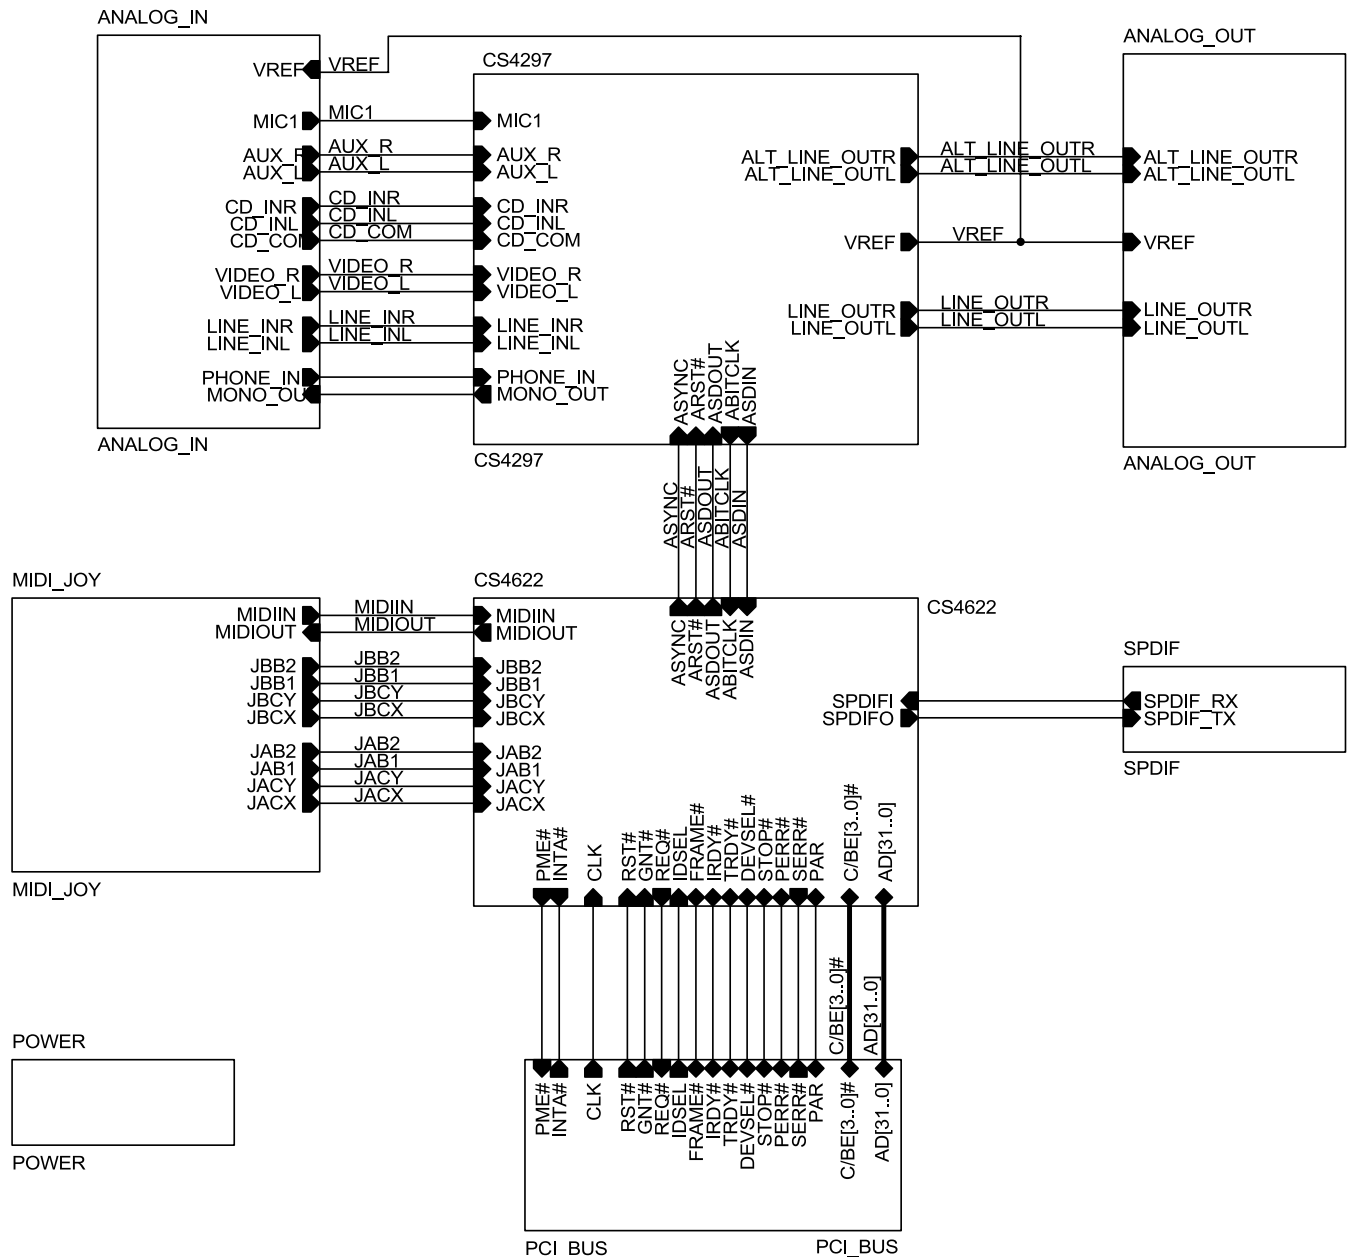 ANALOG_IN
VREF
MIC1
AUX_R
AUX_L
CD_INR
CD_INL
CD_COM
VIDEO_R
VIDEO_L
LINE_INR
LINE_INL
PHONE_IN
MONO_OU
ANALOG_IN
VREF
MIC1
AUX_R
AUX_L
CD_INR
CD_INL
CD_COM
VIDEO_R
VIDEO_L
LINE_INR
LINE_INL
CS4297
MIC1
AUX_R
AUX_L
CD_INR
CD_INL
CD_COM
VIDEO_R
VIDEO_L
LINE_INR
LINE_INL
PHONE_IN
MONO_OUT
ALT_LINE_OUTR
ALT_LINE_OUTL
VREF
LINE_OUTR
LINE_OUTL
ASYNC
ARST#
ASDOUT
ABITCLK
ASDIN
CS4297
ALT_LINE_OUTR
ALT_LINE_OUTL
VREF
LINE_OUTR
LINE_OUTL
ANALOG_OUT
ALT_LINE_OUTR
ALT_LINE_OUTL
VREF
LINE_OUTR
LINE_OUTL
ANALOG_OUT
ASYNC
ARST#
ASDOUT
ABITCLK
ASDIN
MIDI_JOY
MIDIIN
MIDIOUT
JBB2
JBB1
JBCY
JBCX
JAB2
JAB1
JACY
JACX
MIDI_JOY
MIDIIN
MIDIOUT
JBB2
JBB1
JBCY
JBCX
JAB2
JAB1
JACY
JACX
CS4622
MIDIIN
MIDIOUT
JBB2
JBB1
JBCY
JBCX
JAB2
JAB1
JACY
JACX
ASYNC
ARST#
ASDOUT
ABITCLK
ASDIN
CS4622
SPDIFI
SPDIFO
SPDIF
SPDIF_RX
SPDIF_TX
SPDIF
PME#
INTA#
CLK
RST#
GNT#
REQ#
IDSEL
FRAME#
IRDY#
TRDY#
DEVSEL#
STOP#
PERR#
SERR#
PAR
C/BE[3..0]#
AD[31..0]
C/BE[3..0]#
AD[31..0]
POWER
POWER
PME#
INTA#
CLK
RST#
GNT#
REQ#
IDSEL
FRAME#
IRDY#
TRDY#
DEVSEL#
STOP#
PERR#
SERR#
PAR
C/BE[3..0]#
AD[31..0]
PCI_BUS
PCI_BUS